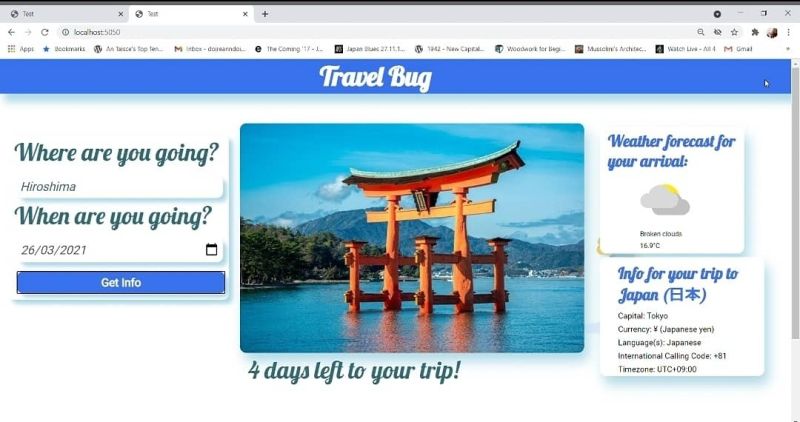 Test
Test
localhost:5050
Apps
Bookmarks
An Taisce's Top Ten...
Inbox - doireanndoi...
The Coming '17 - J...
Japan Blues 27.11.1...
1942 - New Capital...
Woodwork for Begi...
Mussolini's Architec...
Watch Live - All 4
Gmail
Travel Bug
Where are you going?
Hiroshima
When are you going?
26/03/2021
Get Info
4 days left to your trip!
Weather forecast for
your arrival:
Broken clouds
16.9°C
Info for your trip to
Japan (日本)
Capital: Tokyo
Currency: ¥ (Japanese yen)
Language(s): Japanese
International Calling Code: +81
Timezone: UTC+09:00